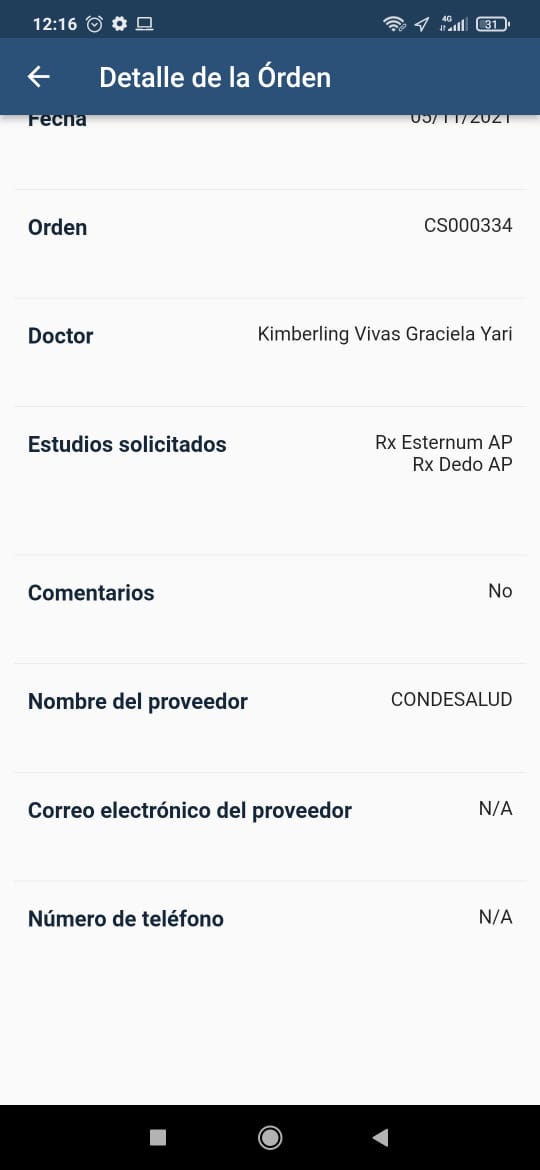 12:16
4G
31
Detalle de la Órden
Fecha 05/11/2021
Orden CS000334
Doctor Kimberling Vivas Graciela Yari
Estudios solicitados Rx Esternum AP
Rx Dedo AP
Comentarios No
Nombre del proveedor CONDESALUD
Correo electrónico del proveedor N/A
Número de teléfono N/A